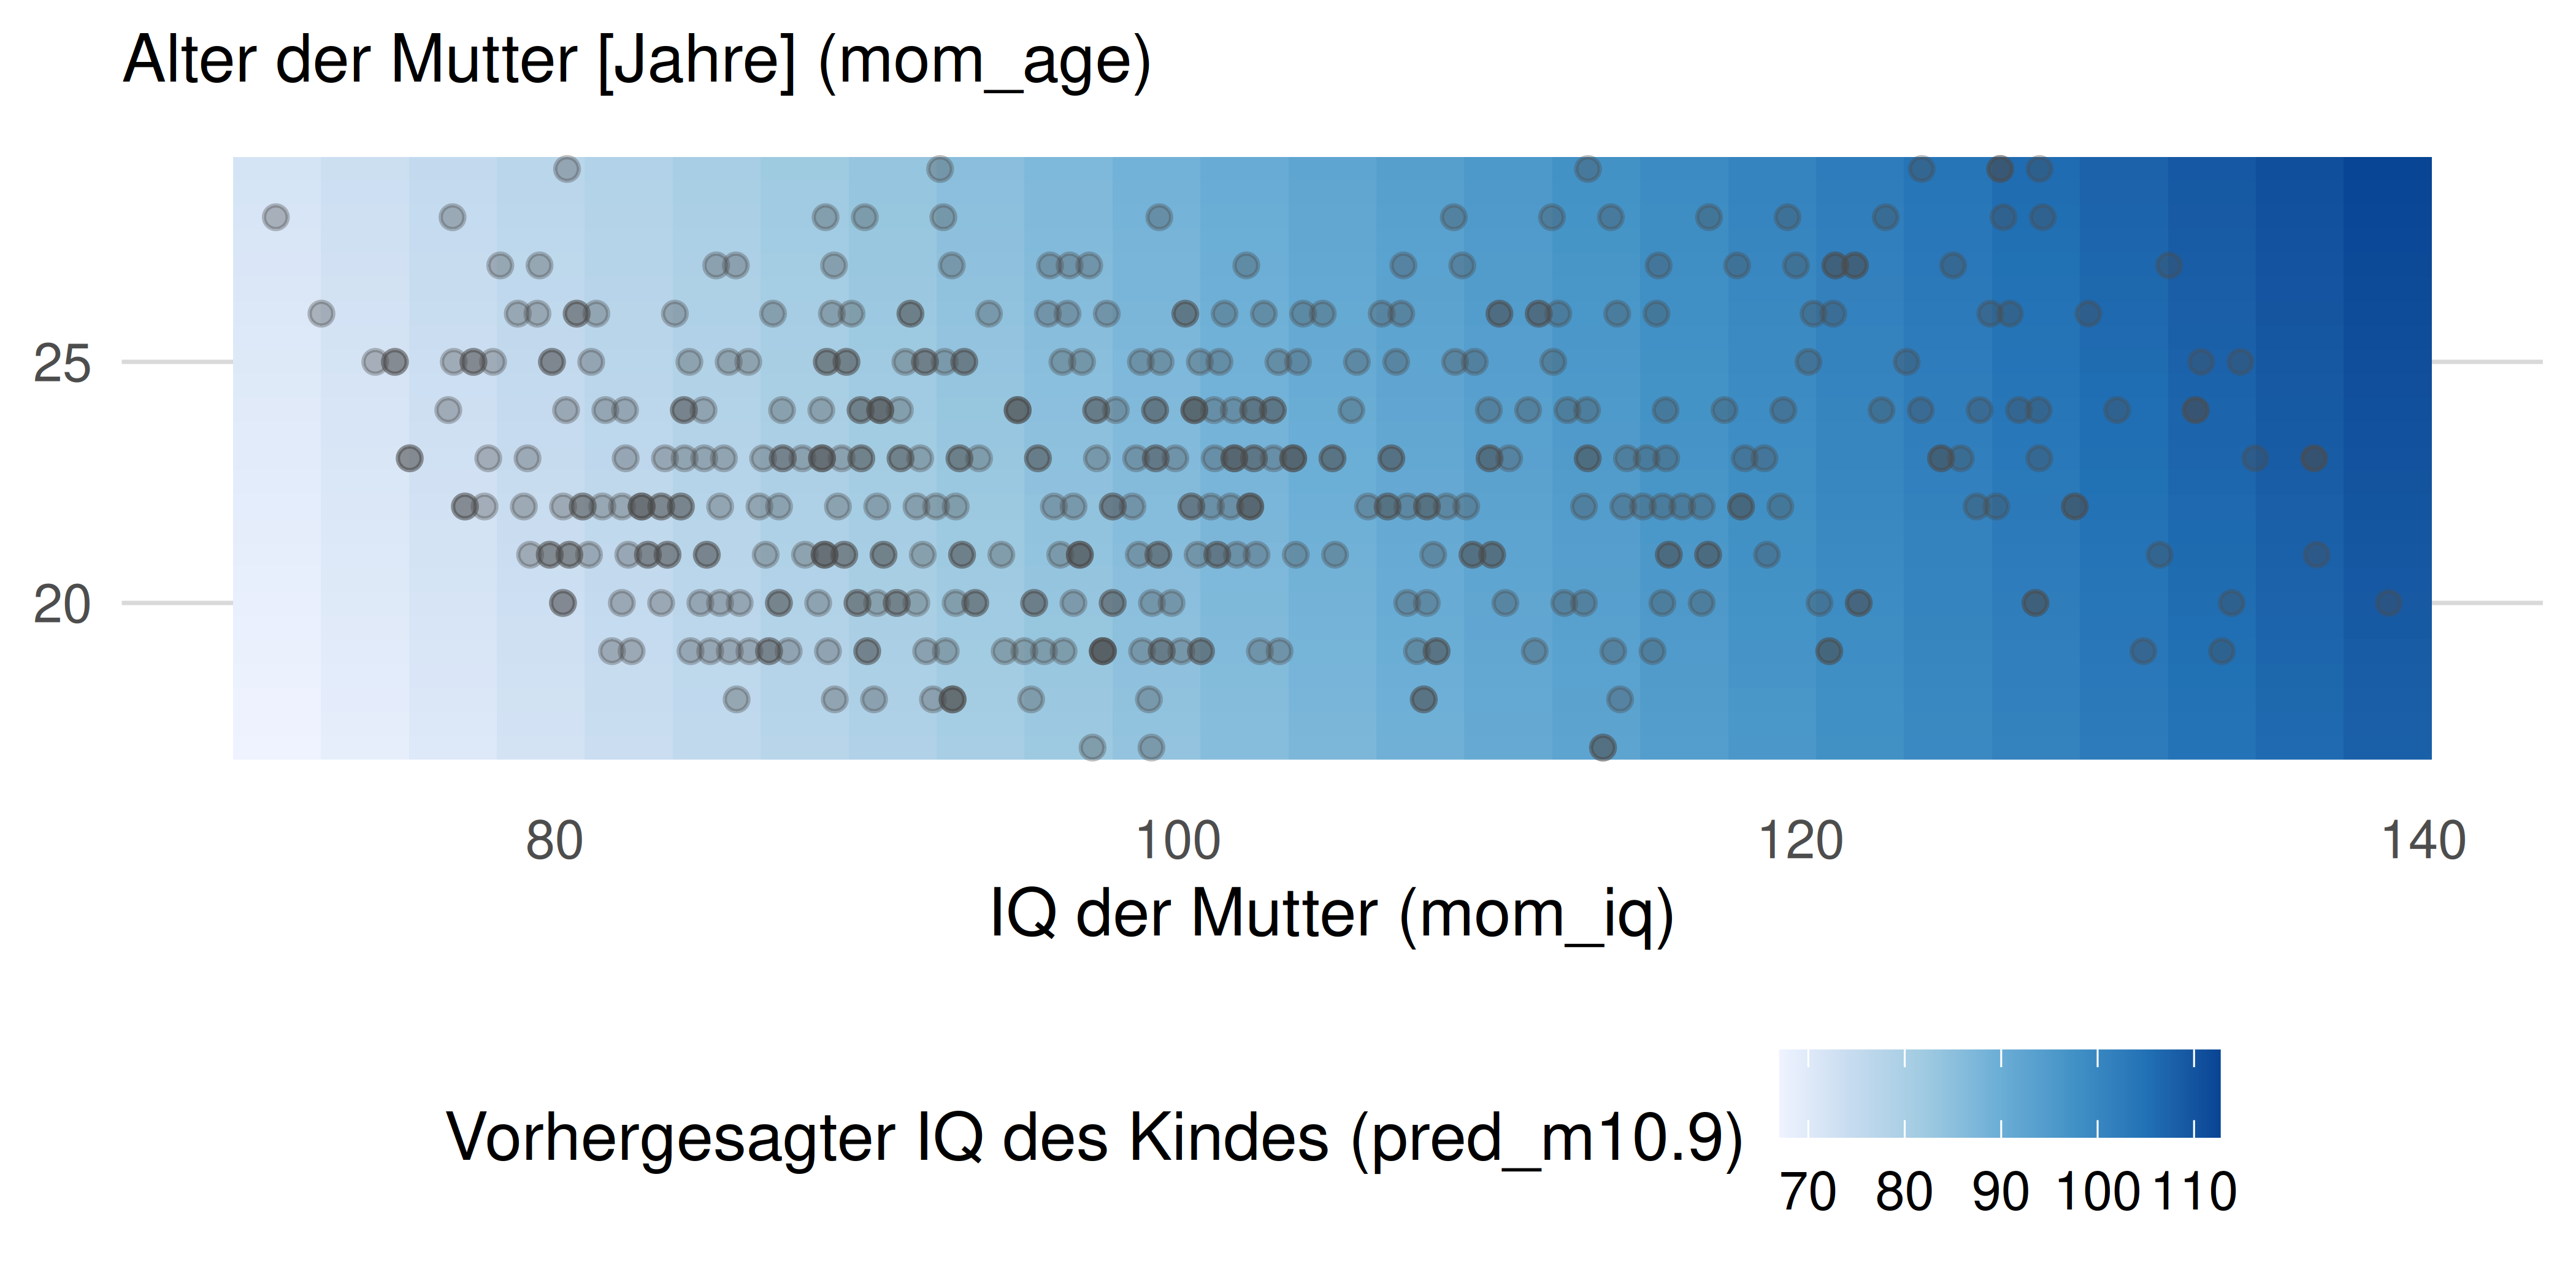 Alter der Mutter [Jahre] (mom_age)
25
20
80 100 120 140
IQ der Mutter (mom_iq)
Vorhergesagter IQ des Kindes (pred_m10.9)
70 80 90 100 110